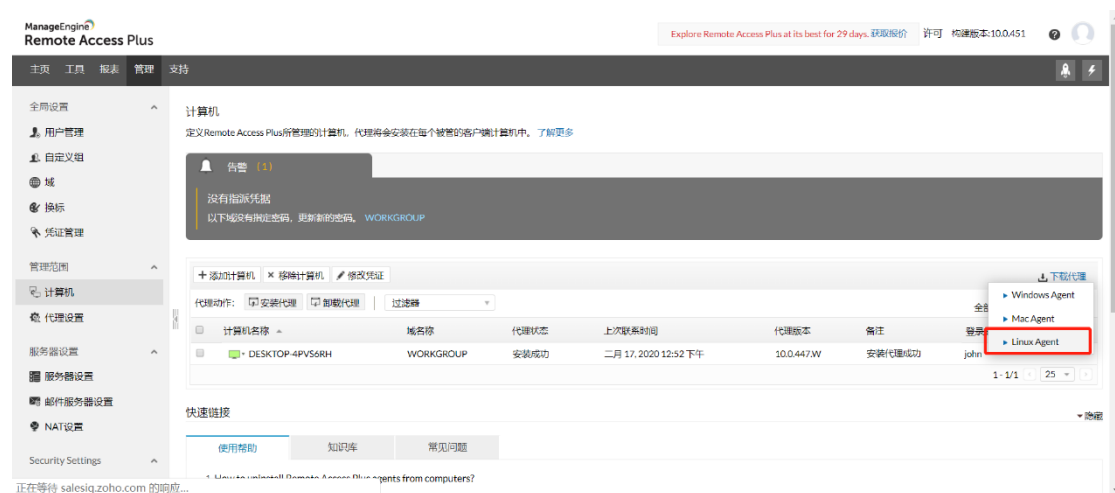 ManageEngine
Remote Access Plus
Explore Remote Access Plus at its best for 29 days. 获取报价 许可 构建版本:10.0.451
主页 工具 报表 管理 支持
全局设置
用户管理
自定义组
域
换标
凭证管理
管理范围
计算机
代理设置
服务器设置
服务器设置
邮件服务器设置
NAT设置
Security Settings
正在等待 salesiq.zoho.com 的响应...
计算机
定义Remote Access Plus所管理的计算机，代理将会安装在每个被管的客户端计算机中。 了解更多
告警 (1)
没有指派凭据
以下域没有指定密码，更新新的密码。 WORKGROUP
添加计算机 移除计算机 修改凭证
下载代理
Windows Agent
Mac Agent
Linux Agent
代理动作: 安装代理 卸载代理 过滤器
计算机名称 域名称 代理状态 上次联系时间 代理版本 备注
DESKTOP-4PVS6RH WORKGROUP 安装成功 二月 17, 2020 12:52 下午 10.0.447.W 安装代理成功 john
1 - 1/1 25
快速链接
隐藏
使用帮助 知识库 常见问题
1. How to uninstall Remote Access Plus agents from computers?